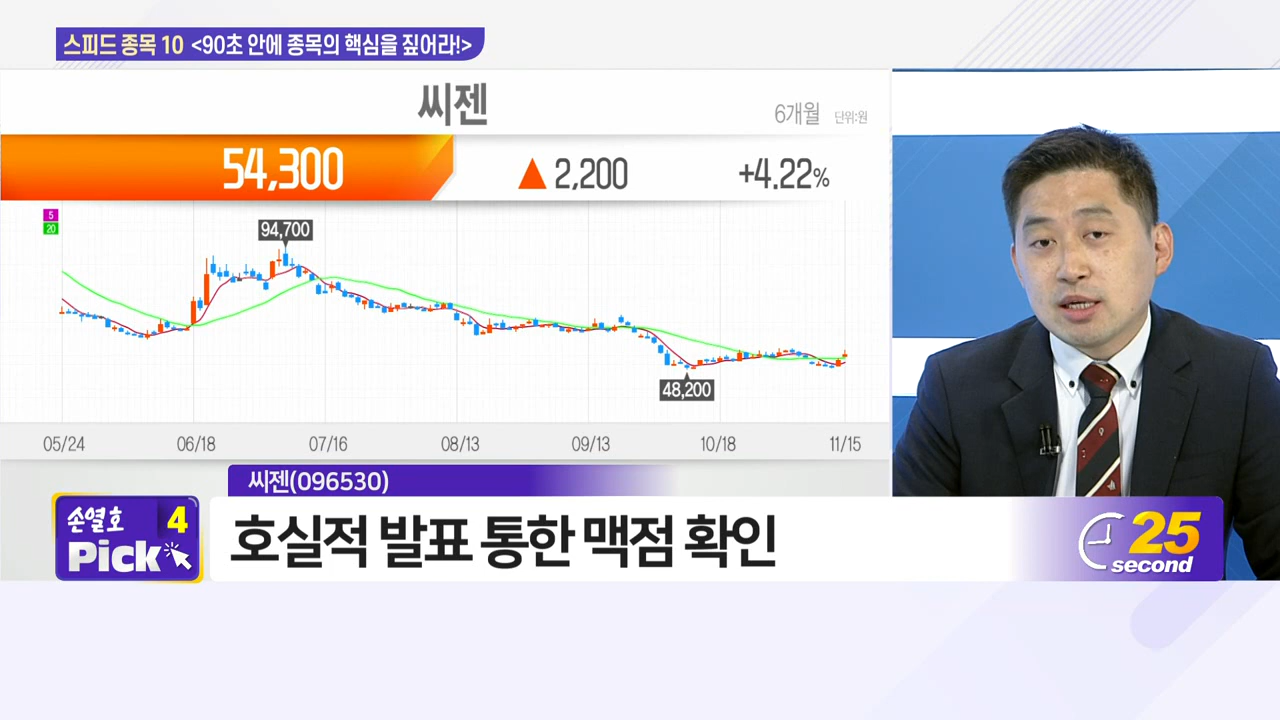 스피드 종목 10 <90초 안에 종목의 핵심을 짚어라!>
씨젠
6개월 단위:원
54,300 ▲ 2,200 +4.22%
5
20
94,700
48,200
05/24 06/18 07/16 08/13 09/13 10/18 11/15
씨젠(096530)
손열호 4
Pick
호실적 발표 통한 맥점 확인
25
second